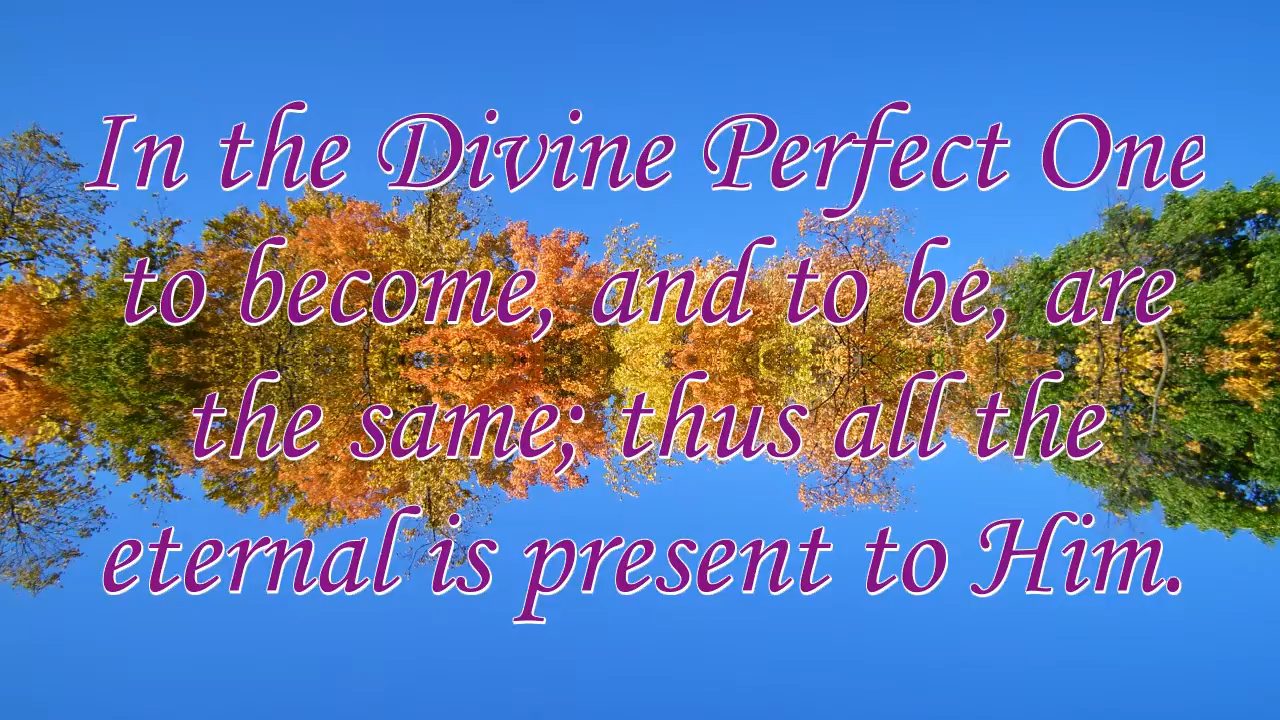 In the Divine Perfect One
to become, and to be, are
the same; thus all the
eternal is present to Him.